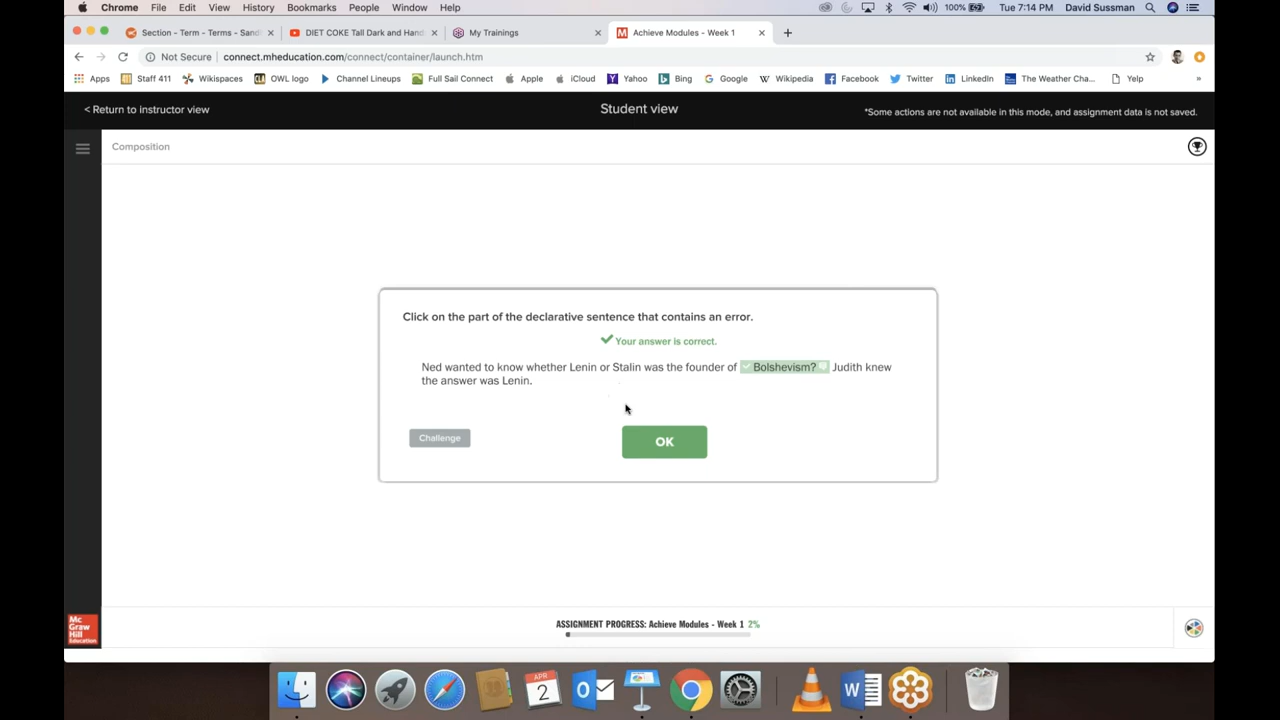 Chrome File Edit View History Bookmarks People Window Help 100% Tue 7:14 PM David Sussman
Section - Term - Terms - Sand DIET COKE Tall Dark and Hand My Trainings Achieve Modules - Week 1
Not Secure connect.mheducation.com/connect/container/launch.htm
Apps Staff 411 Wikispaces OWL logo Channel Lineups Full Sail Connect Apple iCloud Yahoo Bing Google Wikipedia Facebook Twitter LinkedIn The Weather Cha... Yelp »
< Return to instructor view Student view *Some actions are not available in this mode, and assignment data is not saved.
Composition
Click on the part of the declarative sentence that contains an error.
Your answer is correct.
Ned wanted to know whether Lenin or Stalin was the founder of Bolshevism? Judith knew
the answer was Lenin.
Challenge OK
Mc
Graw
Hill
Education
ASSIGNMENT PROGRESS: Achieve Modules - Week 1 2%
APR
2